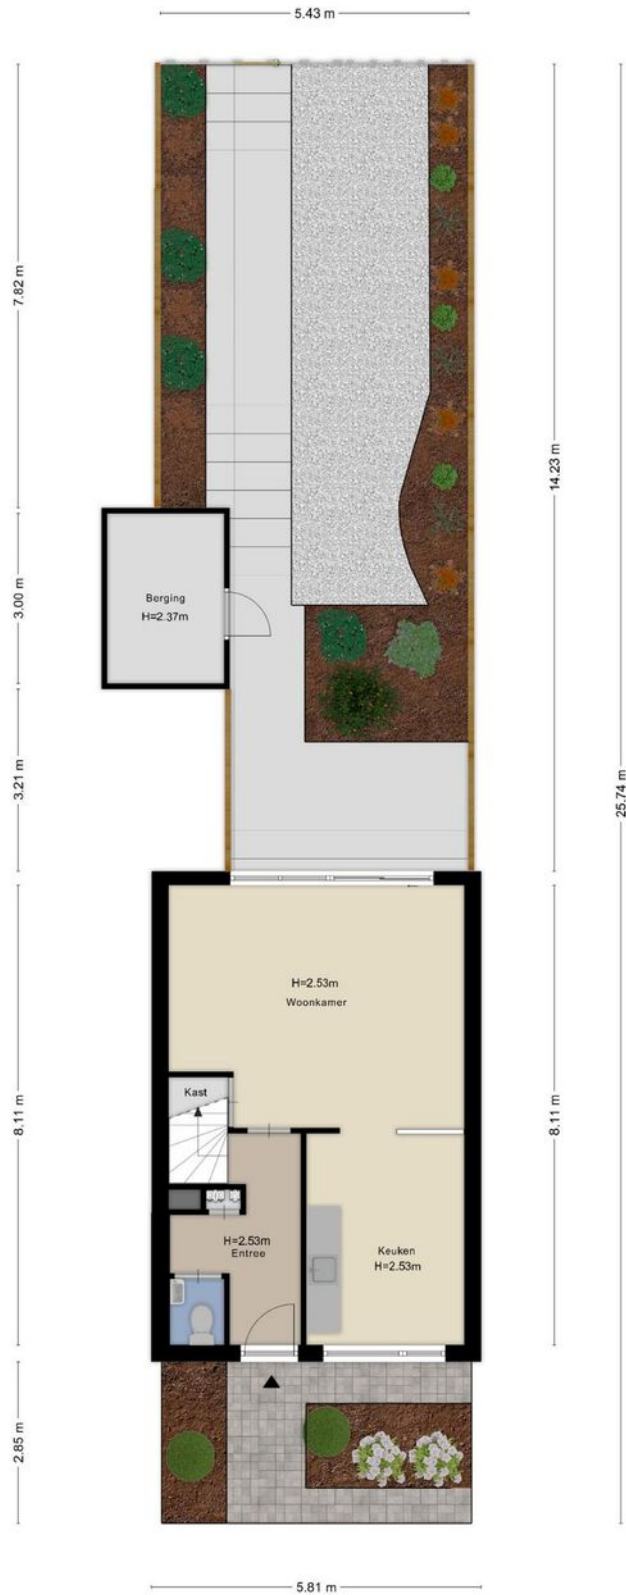 5.43 m
7.82 m
14.23 m
3.00 m
Berging
H=2.37m
3.21 m
25.74 m
H=2.53m
Woonkamer
Kast
8.11 m
8.11 m
H=2.53m
Entree
Keuken
H=2.53m
2.85 m
5.81 m